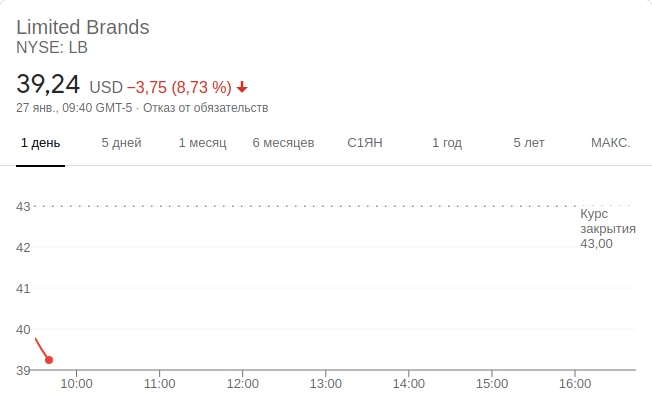 Limited Brands
NYSE: LB
39,24 USD −3,75 (8,73 %)
27 янв., 09:40 GMT-5 · Отказ от обязательств
1 день 5 дней 1 месяц 6 месяцев С1ЯН 1 год 5 лет МАКС.
43
Курс
закрытия
43,00
42
41
40
39
10:00 11:00 12:00 13:00 14:00 15:00 16:00